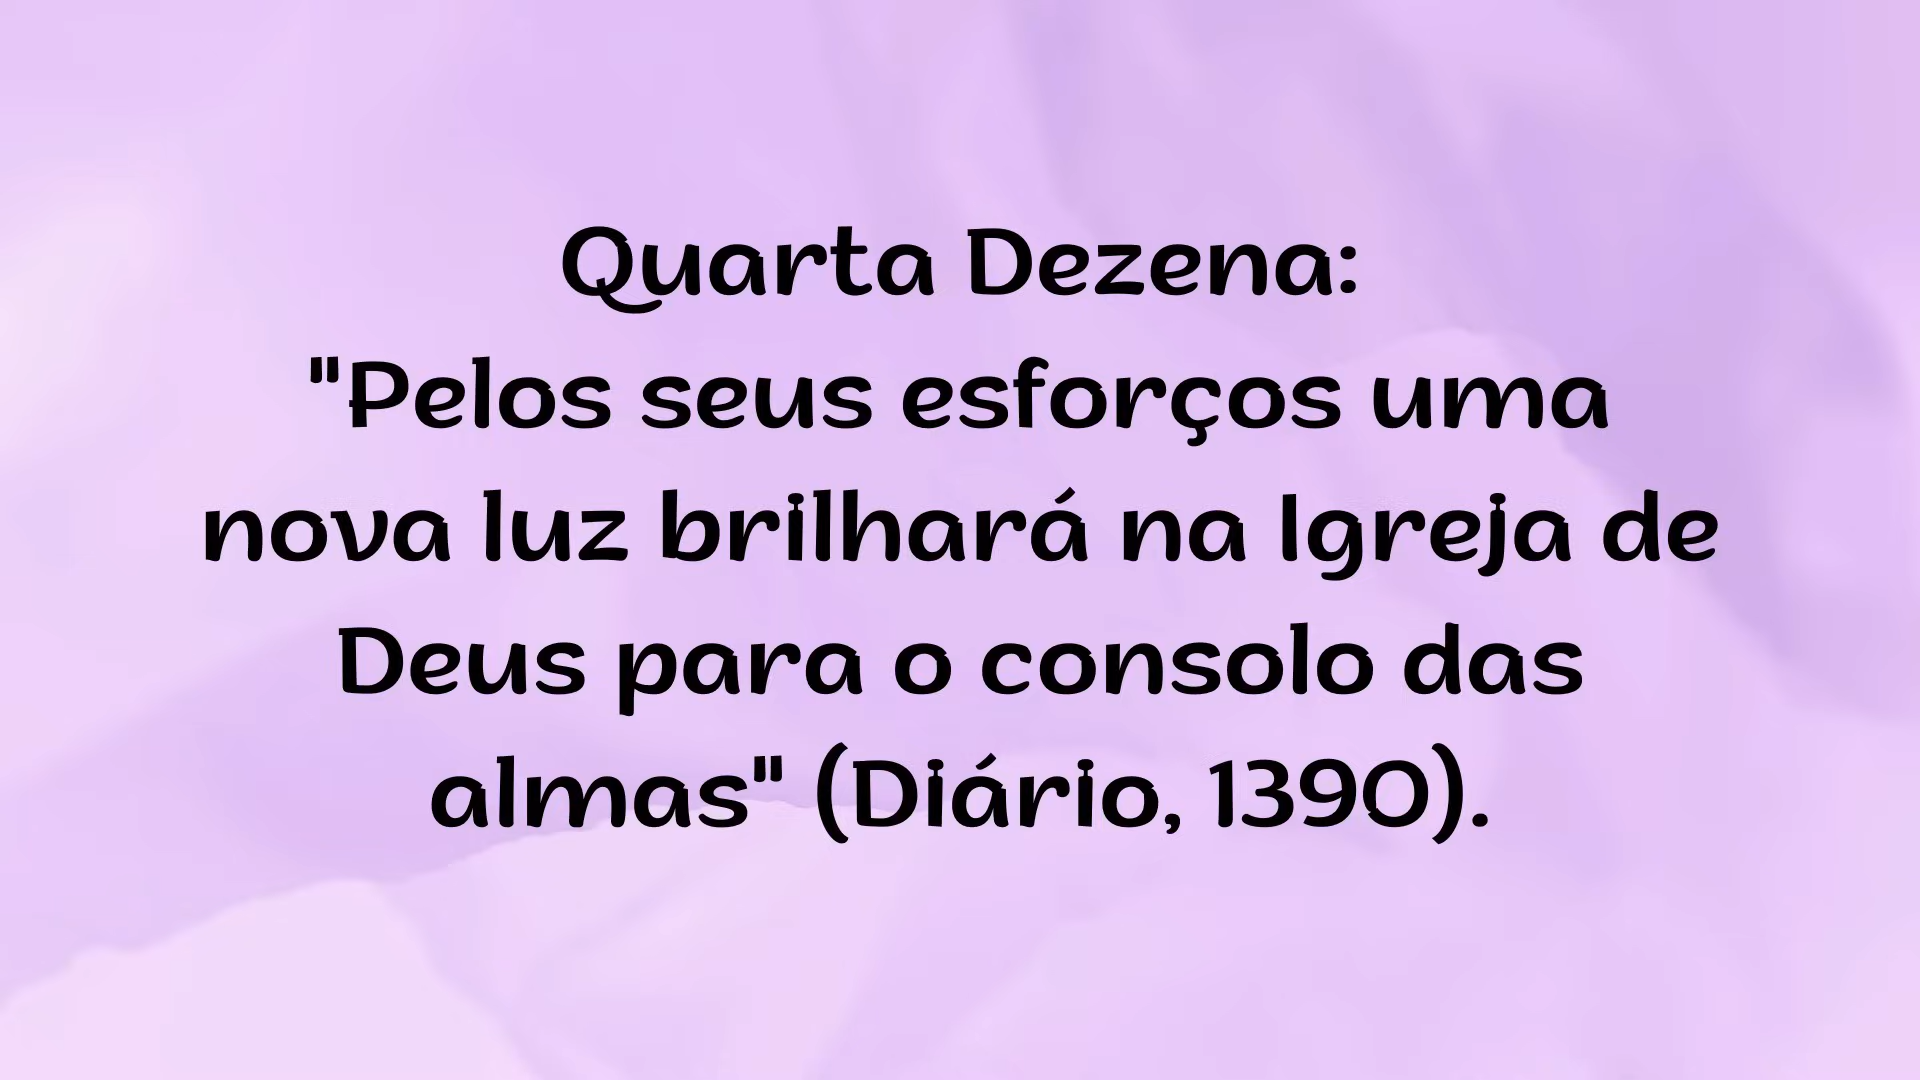 Quarta Dezena:
"Pelos seus esforços uma
nova luz brilhará na Igreja de
Deus para o consolo das
almas" (Diário, 1390).